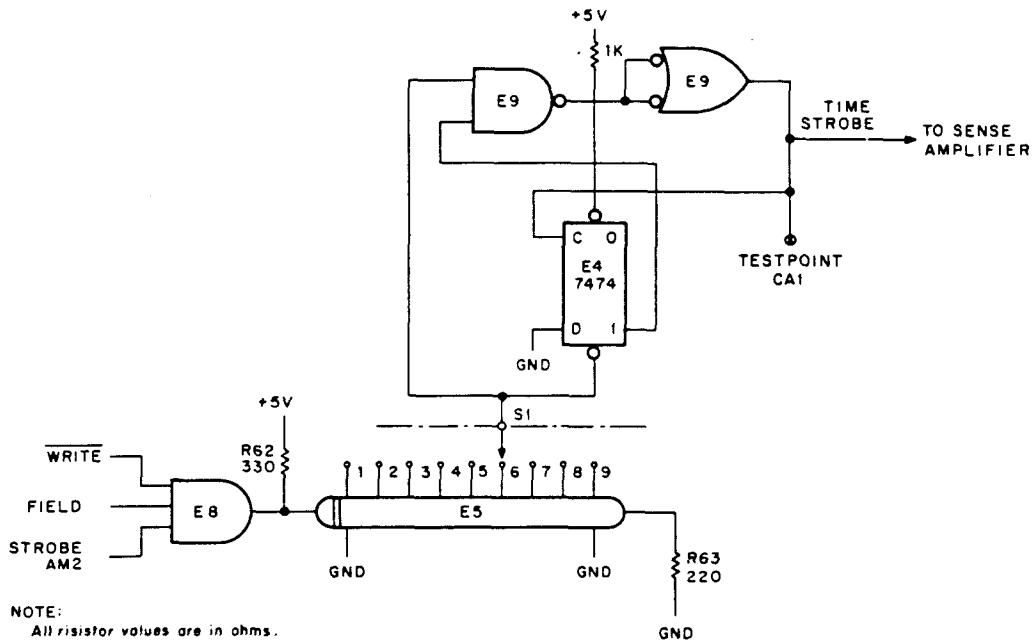 +5V
1K
E9
E9
TIME
STROBE
TO SENSE
AMPLIFIER
C 0
E4
7474
D 1
TESTPOINT
CA1
GND
S1
+5V
R62
330
WRITE
FIELD
STROBE
AM2
E8
1 2 3 4 5 6 7 8 9
E5
GND
GND
R63
220
GND
NOTE:
All risistor values are in ohms.